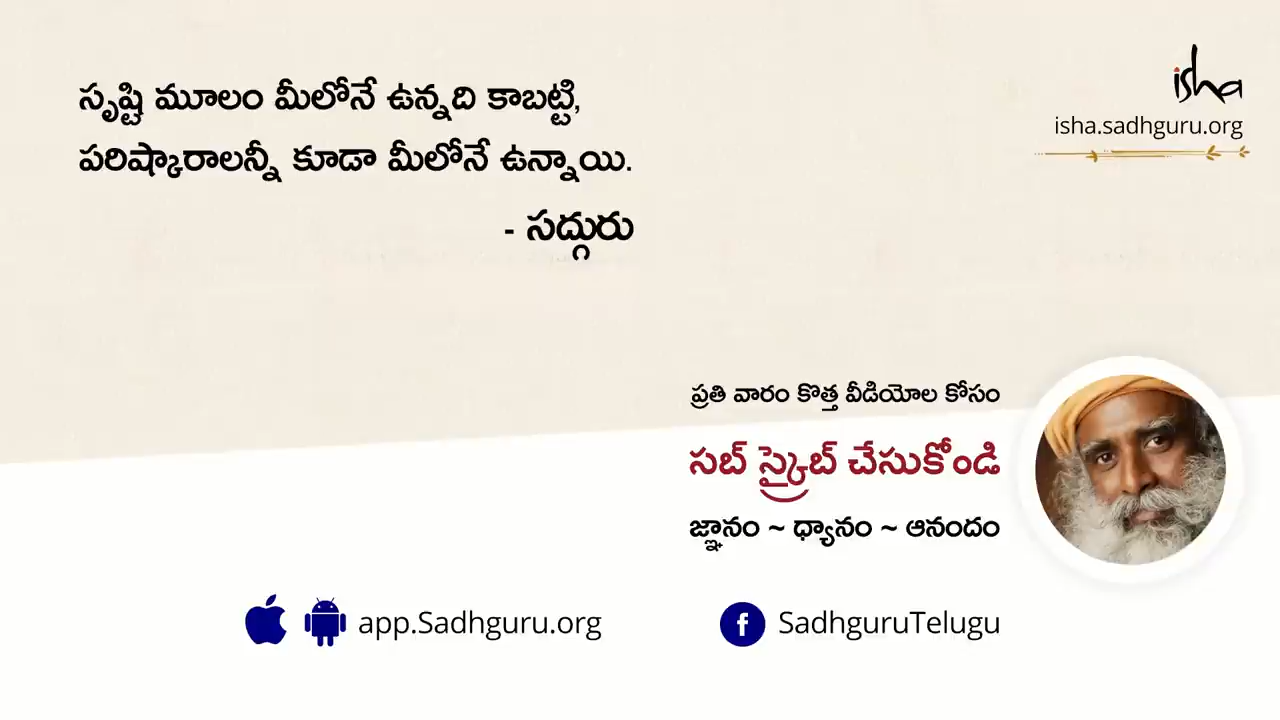 సృష్టి మూలం మీలోనే ఉన్నది కాబట్టి,
పరిష్కారాలన్నీ కూడా మీలోనే ఉన్నాయి.
- సద్గురు
isha
isha.sadhguru.org
ప్రతి వారం కొత్త వీడియోల కోసం
సబ్ స్క్రైబ్ చేసుకోండి
జ్ఞానం ~ ధ్యానం ~ ఆనందం
app.Sadhguru.org
SadhguruTelugu